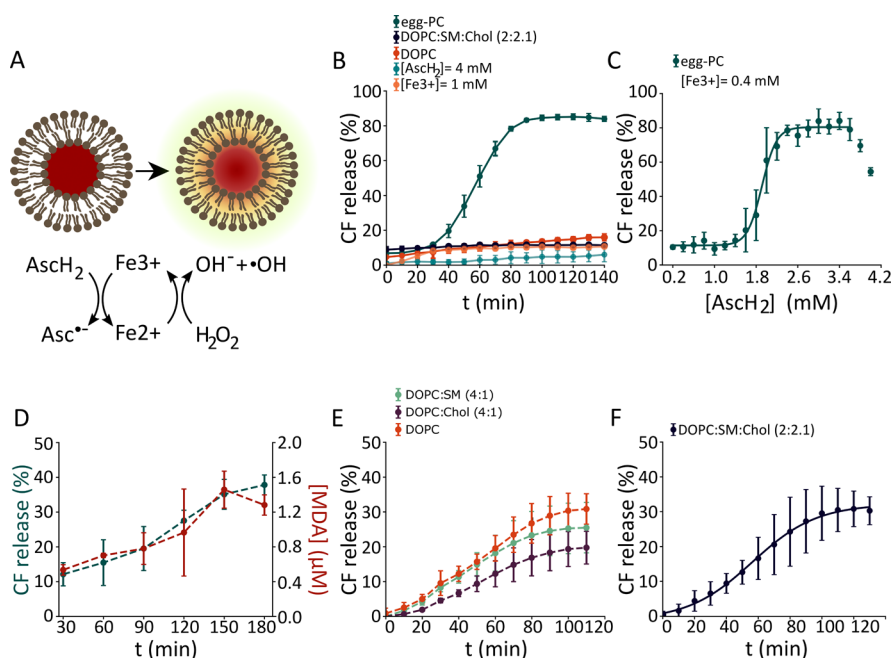 A
AscH2 Fe3+ OH− + •OH
Asc•− Fe2+ H2O2
B
egg-PC
DOPC:SM:Chol (2:2.1)
DOPC
[AscH2]= 4 mM
[Fe3+]= 1 mM
CF release (%)
100
80
60
40
20
0
0 20 40 60 80 100 120 140
t (min)
C
egg-PC
[Fe3+]= 0.4 mM
CF release (%)
100
80
60
40
20
0
0.2 1.0 1.8 2.6 3.4 4.2
[AscH2] (mM)
D
CF release (%)
50
40
30
20
10
0
2.0
1.6
1.2
0.8
0.4
0.0
[MDA] (μM)
30 60 90 120 150 180
t (min)
E
DOPC:SM (4:1)
DOPC:Chol (4:1)
DOPC
CF release (%)
50
40
30
20
10
0
0 20 40 60 80 100 120
t (min)
F
DOPC:SM:Chol (2:2.1)
CF release (%)
50
40
30
20
10
0
0 20 40 60 80 100 120
t (min)